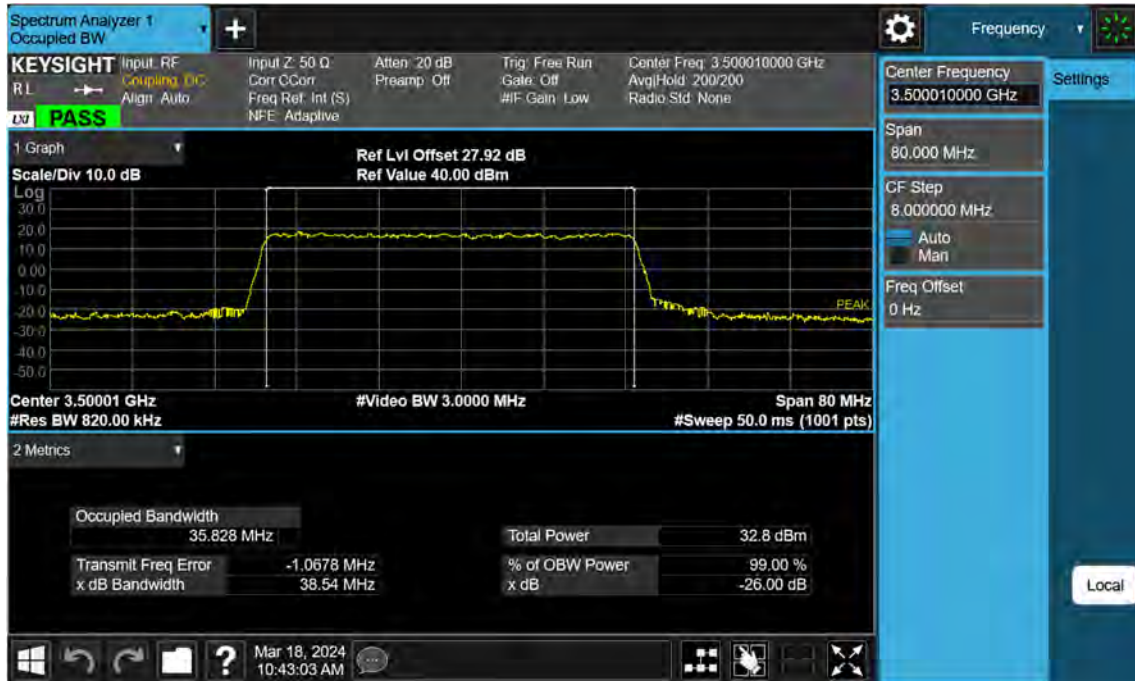 Spectrum Analyzer 1
Occupied BW
+
Frequency
KEYSIGHT
RL
LXI
PASS
Input: RF
Coupling: DC
Align: Auto
Input Z: 50 Ω
Corr CCorr
Freq Ref: Int (S)
NFE: Adaptive
Atten: 20 dB
Preamp: Off
Trig: Free Run
Gate: Off
#IF Gain: Low
Center Freq: 3.500010000 GHz
Avg|Hold: 200/200
Radio Std: None
Center Frequency
3.500010000 GHz
Settings
Span
80.000 MHz
CF Step
8.000000 MHz
Auto
Man
Freq Offset
0 Hz
1 Graph
Scale/Div 10.0 dB
Ref Lvl Offset 27.92 dB
Ref Value 40.00 dBm
Log
30.0
20.0
10.0
0.00
-10.0
-20.0
-30.0
-40.0
-50.0
PEAK
Center 3.50001 GHz
#Video BW 3.0000 MHz
Span 80 MHz
#Res BW 820.00 kHz
#Sweep 50.0 ms (1001 pts)
2 Metrics
Occupied Bandwidth
35.828 MHz
Total Power 32.8 dBm
Transmit Freq Error -1.0678 MHz
% of OBW Power 99.00 %
x dB Bandwidth 38.54 MHz
x dB -26.00 dB
Local
?
Mar 18, 2024
10:43:03 AM